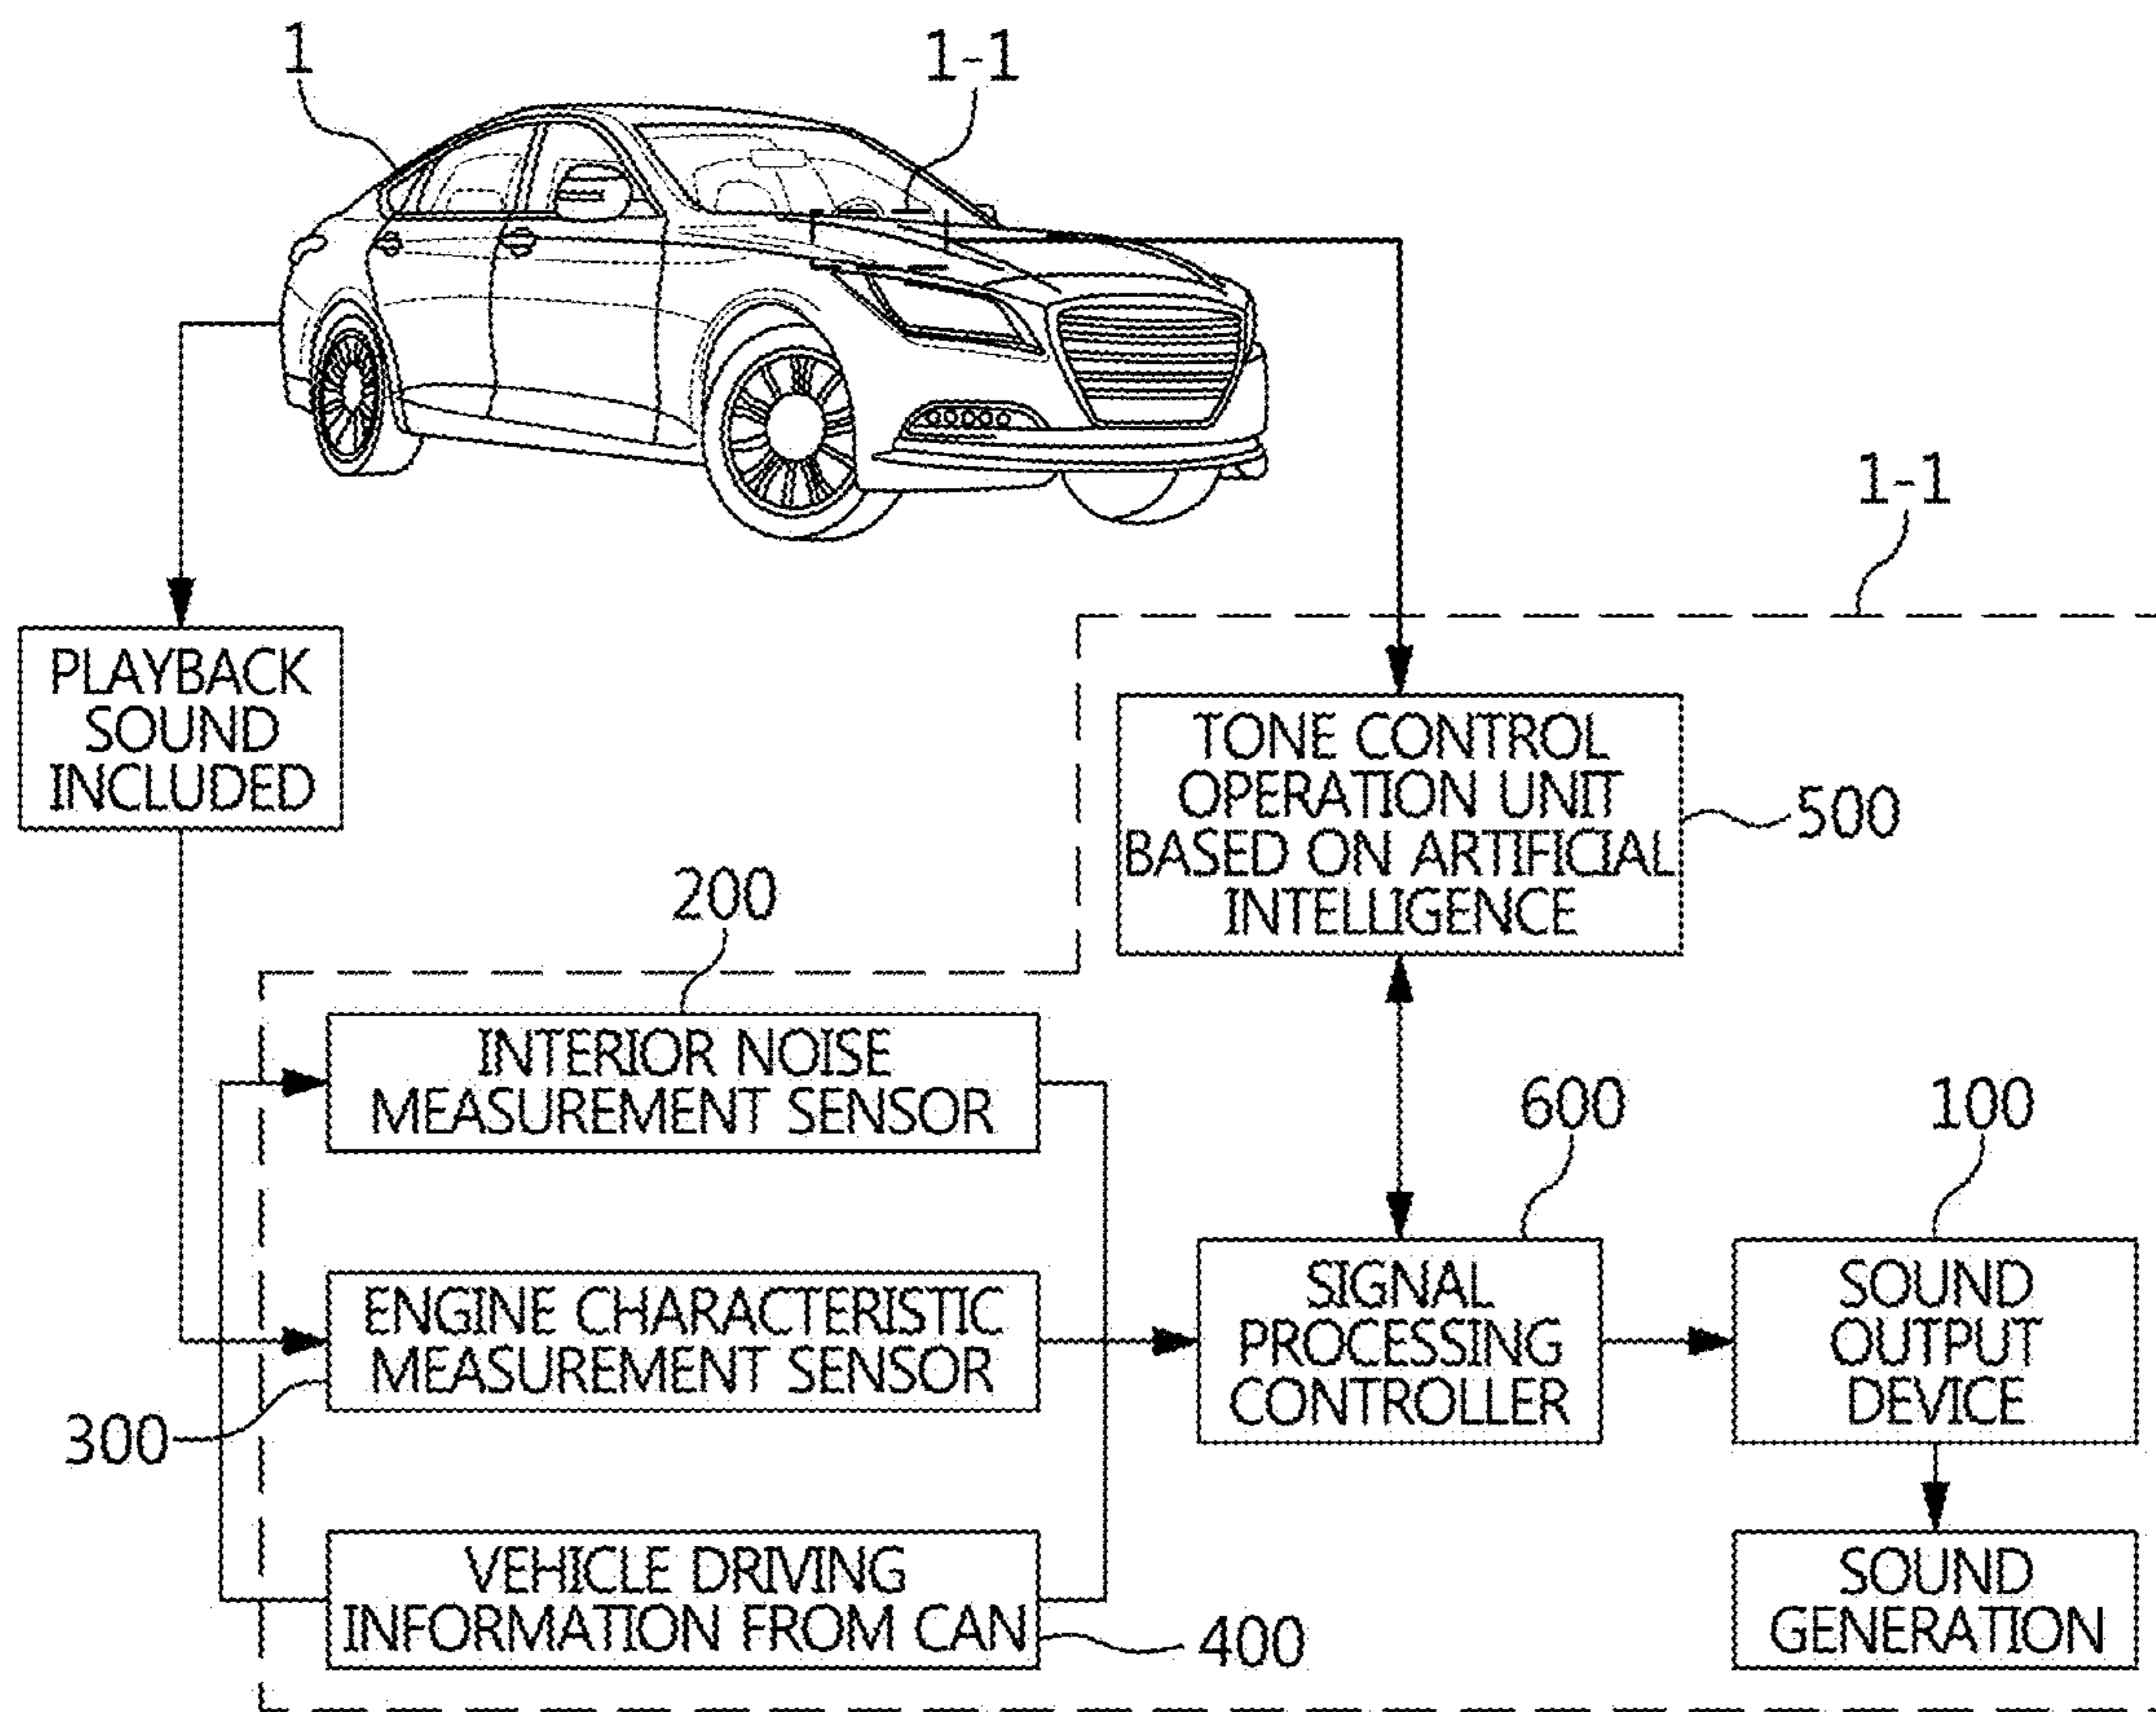 1
1-1
1-1
PLAYBACK
SOUND
INCLUDED
TONE CONTROL
OPERATION UNIT
BASED ON ARTIFICIAL
INTELLIGENCE
500
200
INTERIOR NOISE
MEASUREMENT SENSOR
600
100
ENGINE CHARACTERISTIC
MEASUREMENT SENSOR
300
SIGNAL
PROCESSING
CONTROLLER
SOUND
OUTPUT
DEVICE
VEHICLE DRIVING
INFORMATION FROM CAN
400
SOUND
GENERATION